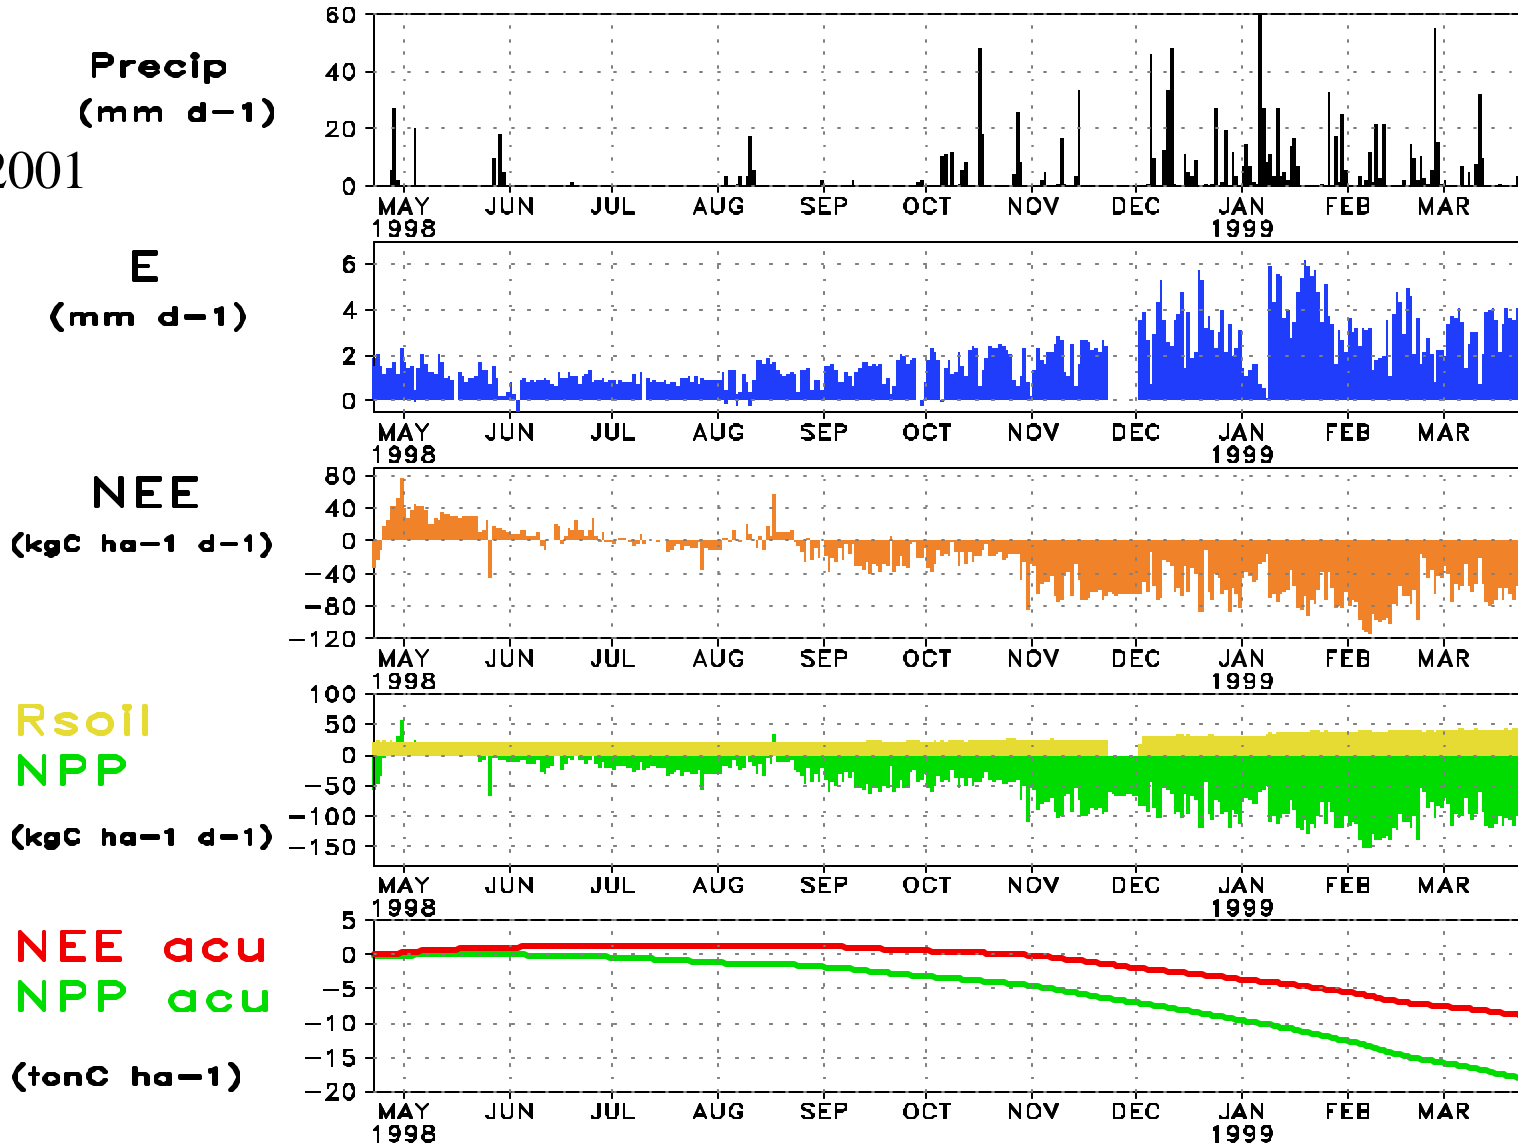 Precip
(mm d-1)
2001
60
40
20
0
MAY JUN JUL AUG SEP OCT NOV DEC JAN FEB MAR
1998 1999
E
(mm d-1)
6
4
2
0
MAY JUN JUL AUG SEP OCT NOV DEC JAN FEB MAR
1998 1999
NEE
(kgC ha-1 d-1)
80
40
0
-40
-80
-120
MAY JUN JUL AUG SEP OCT NOV DEC JAN FEB MAR
1998 1999
Rsoil
NPP
(kgC ha-1 d-1)
100
50
0
-50
-100
-150
MAY JUN JUL AUG SEP OCT NOV DEC JAN FEB MAR
1998 1999
NEE acu
NPP acu
(tonC ha-1)
5
0
-5
-10
-15
-20
MAY JUN JUL AUG SEP OCT NOV DEC JAN FEB MAR
1998 1999